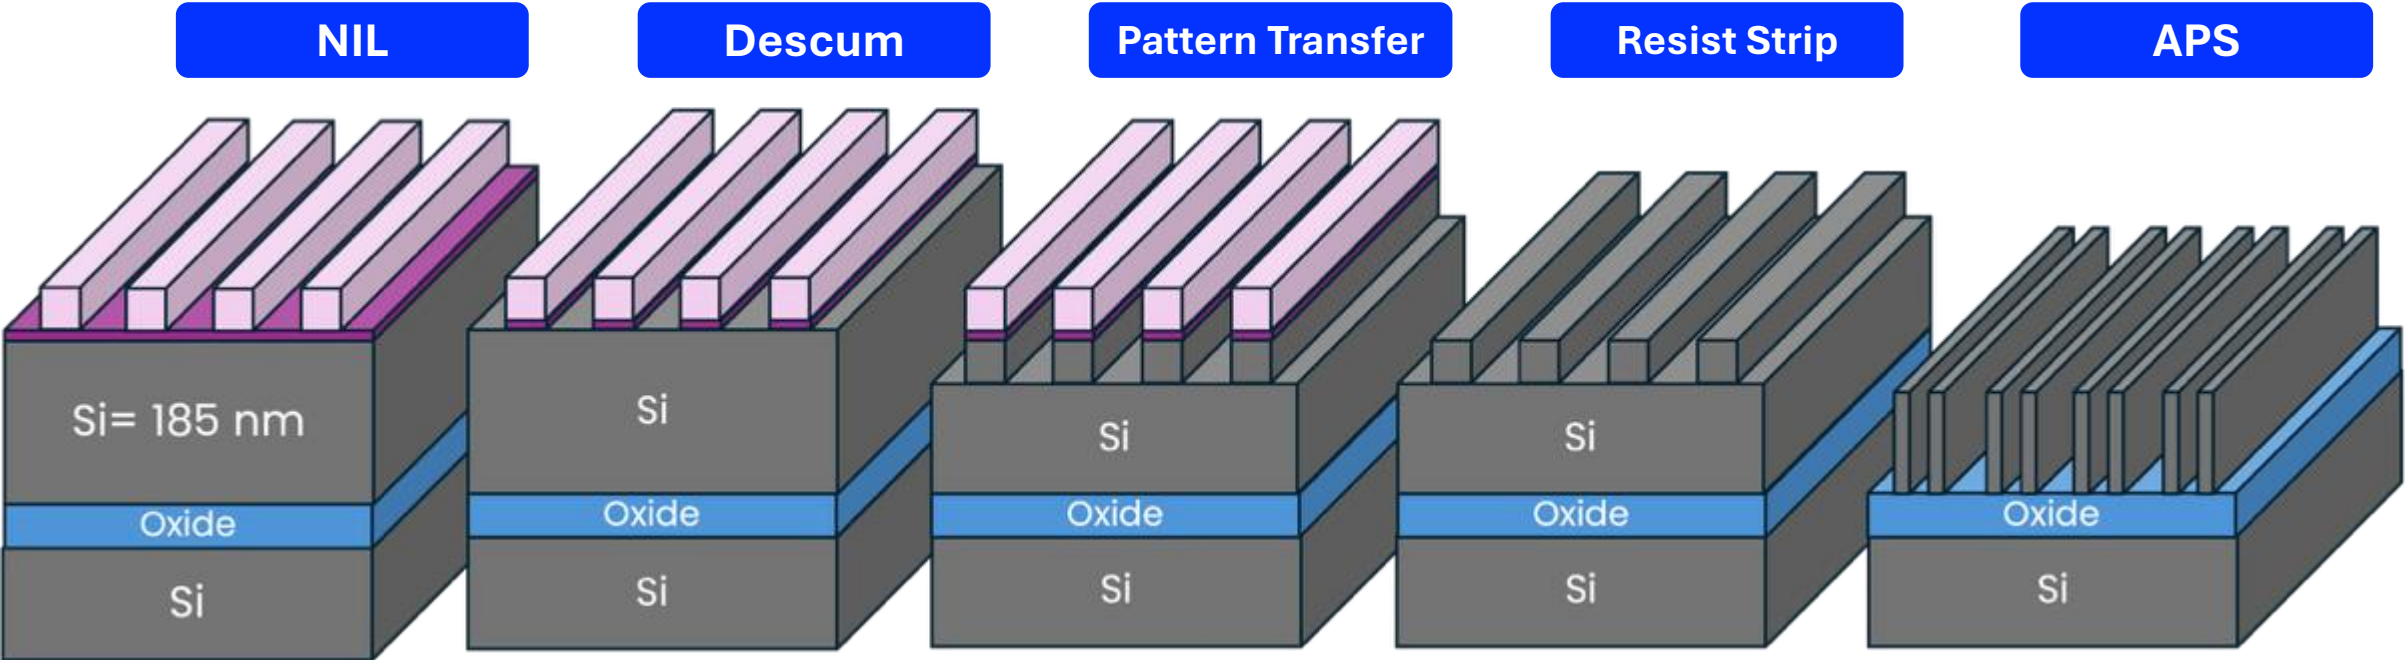 NIL
Descum
Pattern Transfer
Resist Strip
APS
Si= 185 nm
Oxide
Si
Si
Oxide
Si
Si
Oxide
Si
Si
Oxide
Si
Oxide
Si